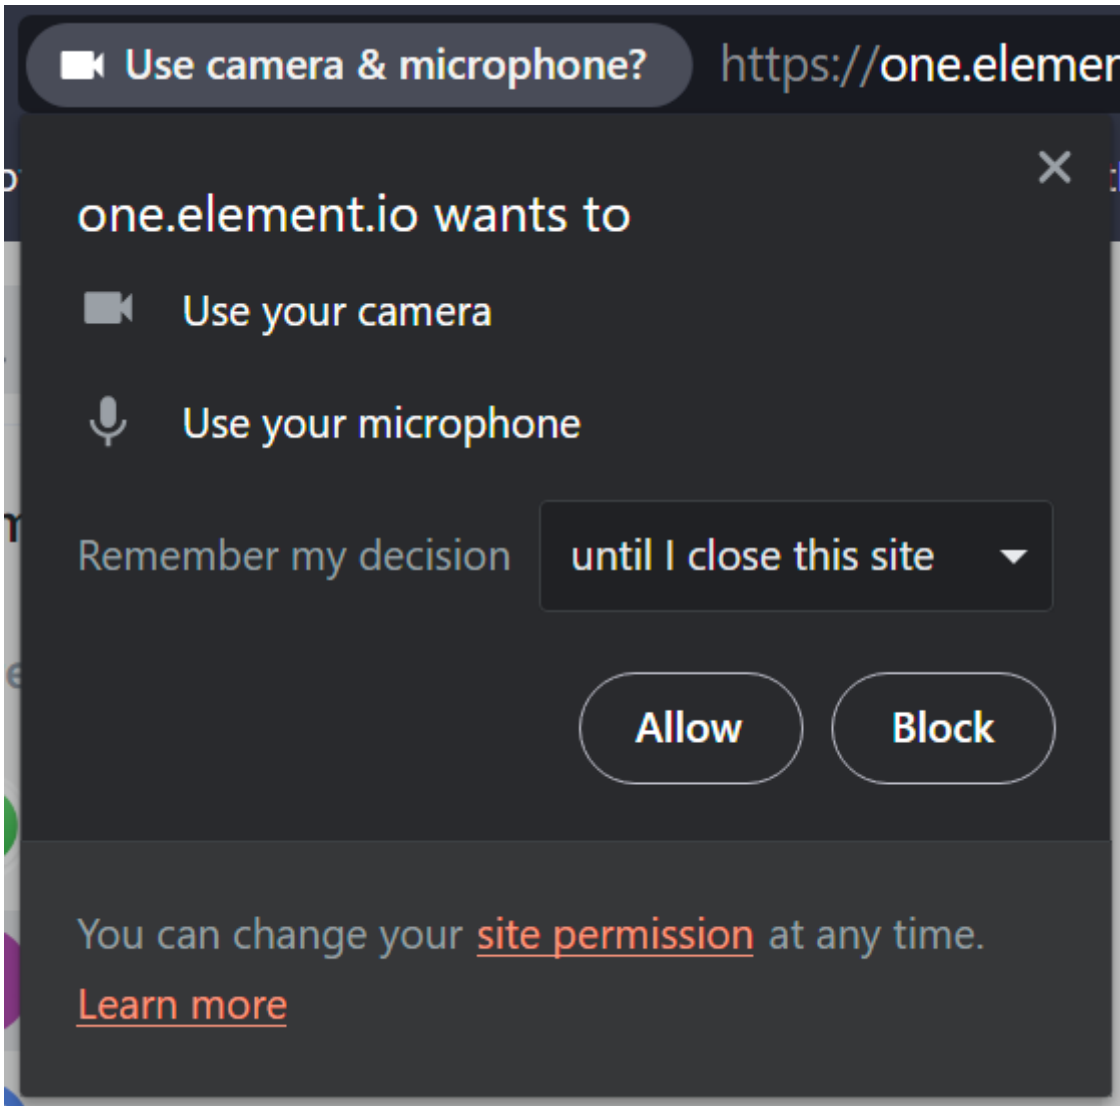 Use camera & microphone? https://one.elemen
one.element.io wants to
Use your camera
Use your microphone
Remember my decision until I close this site
Allow Block
You can change your site permission at any time.
Learn more